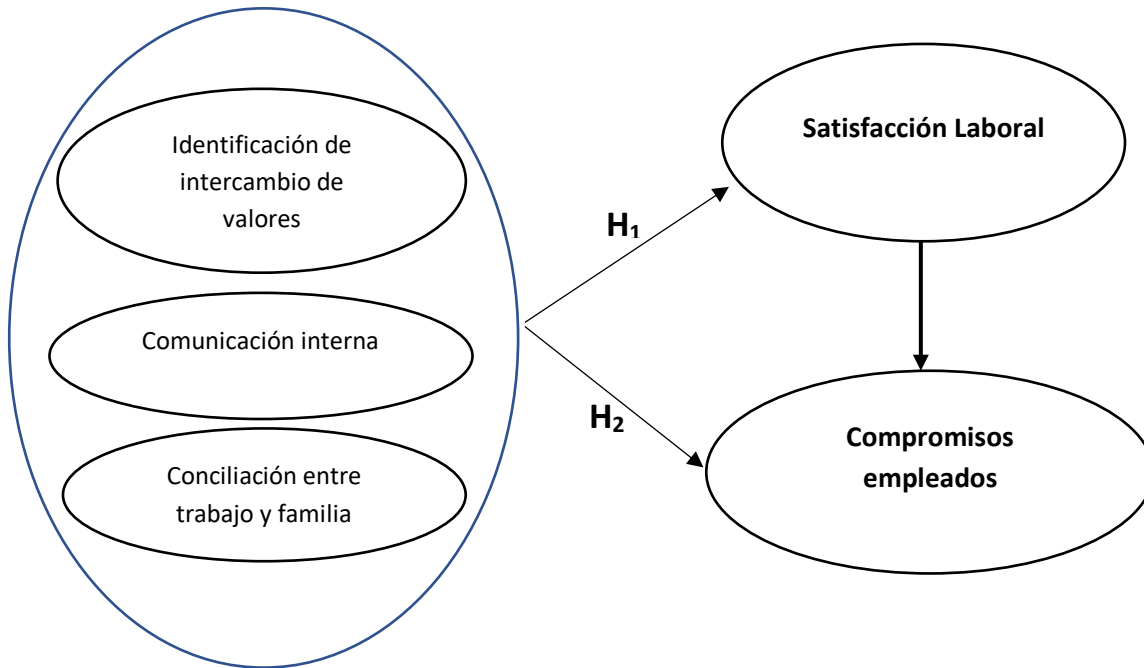 Identificación de
intercambio de
valores
Comunicación interna
Conciliación entre
trabajo y familia
H₁
H₂
Satisfacción Laboral
Compromisos
empleados